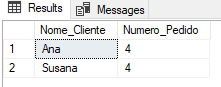 Results Messages
Nome_Cliente Numero_Pedido
1 Ana 4
2 Susana 4